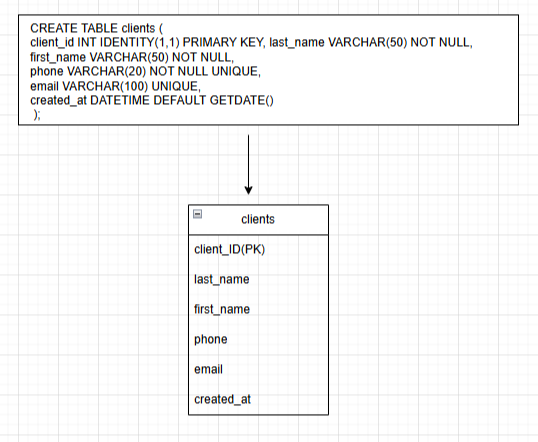 CREATE TABLE clients (
client_id INT IDENTITY(1,1) PRIMARY KEY, last_name VARCHAR(50) NOT NULL,
first_name VARCHAR(50) NOT NULL,
phone VARCHAR(20) NOT NULL UNIQUE,
email VARCHAR(100) UNIQUE,
created_at DATETIME DEFAULT GETDATE()
);
clients
client_ID(PK)
last_name
first_name
phone
email
created_at